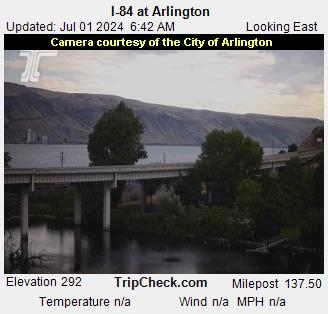 I-84 at Arlington
Updated: Jul 01 2024 6:42 AM Looking East
Camera courtesy of the City of Arlington
Elevation 292 TripCheck.com Milepost 137.50
Temperature n/a Wind n/a MPH n/a